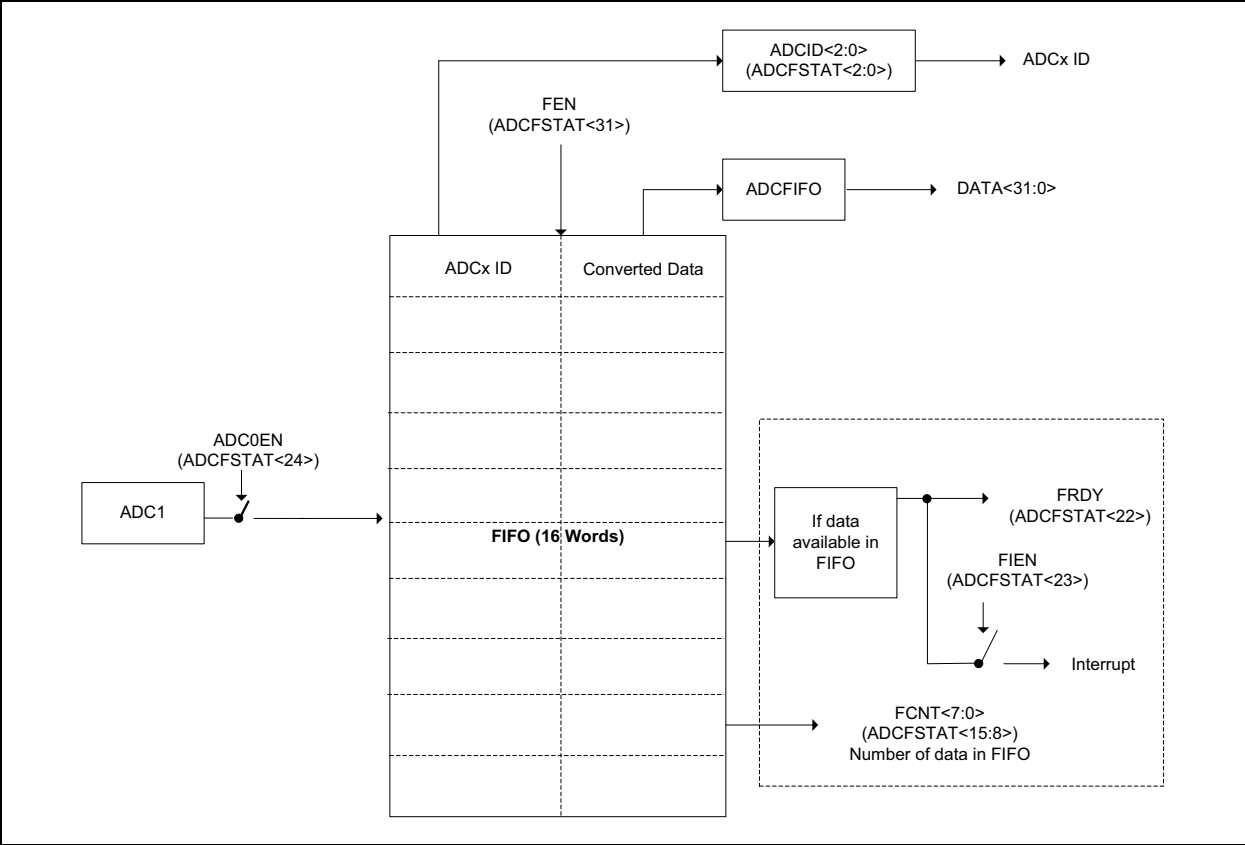 ADCID<2:0>
(ADCFSTAT<2:0>)
ADCx ID
FEN
(ADCFSTAT<31>)
ADCFIFO
DATA<31:0>
ADCx ID
Converted Data
ADC0EN
(ADCFSTAT<24>)
ADC1
FIFO (16 Words)
If data
available in
FIFO
FRDY
(ADCFSTAT<22>)
FIEN
(ADCFSTAT<23>)
Interrupt
FCNT<7:0>
(ADCFSTAT<15:8>)
Number of data in FIFO